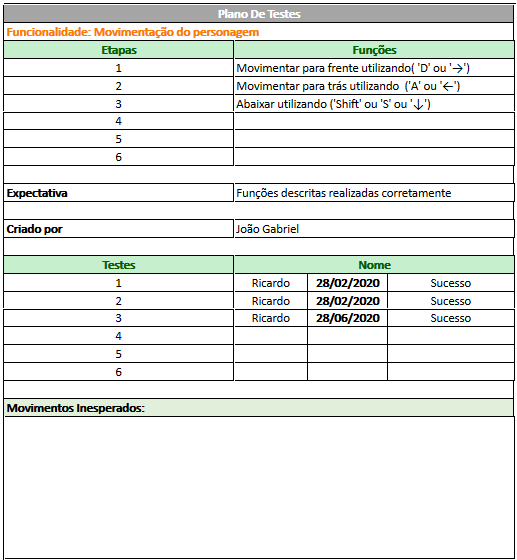 Plano De Testes
Funcionalidade: Movimentação do personagem
Etapas Funções
1 Movimentar para frente utilizando( 'D' ou '→')
2 Movimentar para trás utilizando ('A' ou '←')
3 Abaixar utilizando ('Shift' ou 'S' ou '↓')
4
5
6
Expectativa Funções descritas realizadas corretamente
Criado por João Gabriel
Testes Nome
1 Ricardo 28/02/2020 Sucesso
2 Ricardo 28/02/2020 Sucesso
3 Ricardo 28/06/2020 Sucesso
4
5
6
Movimentos Inesperados: